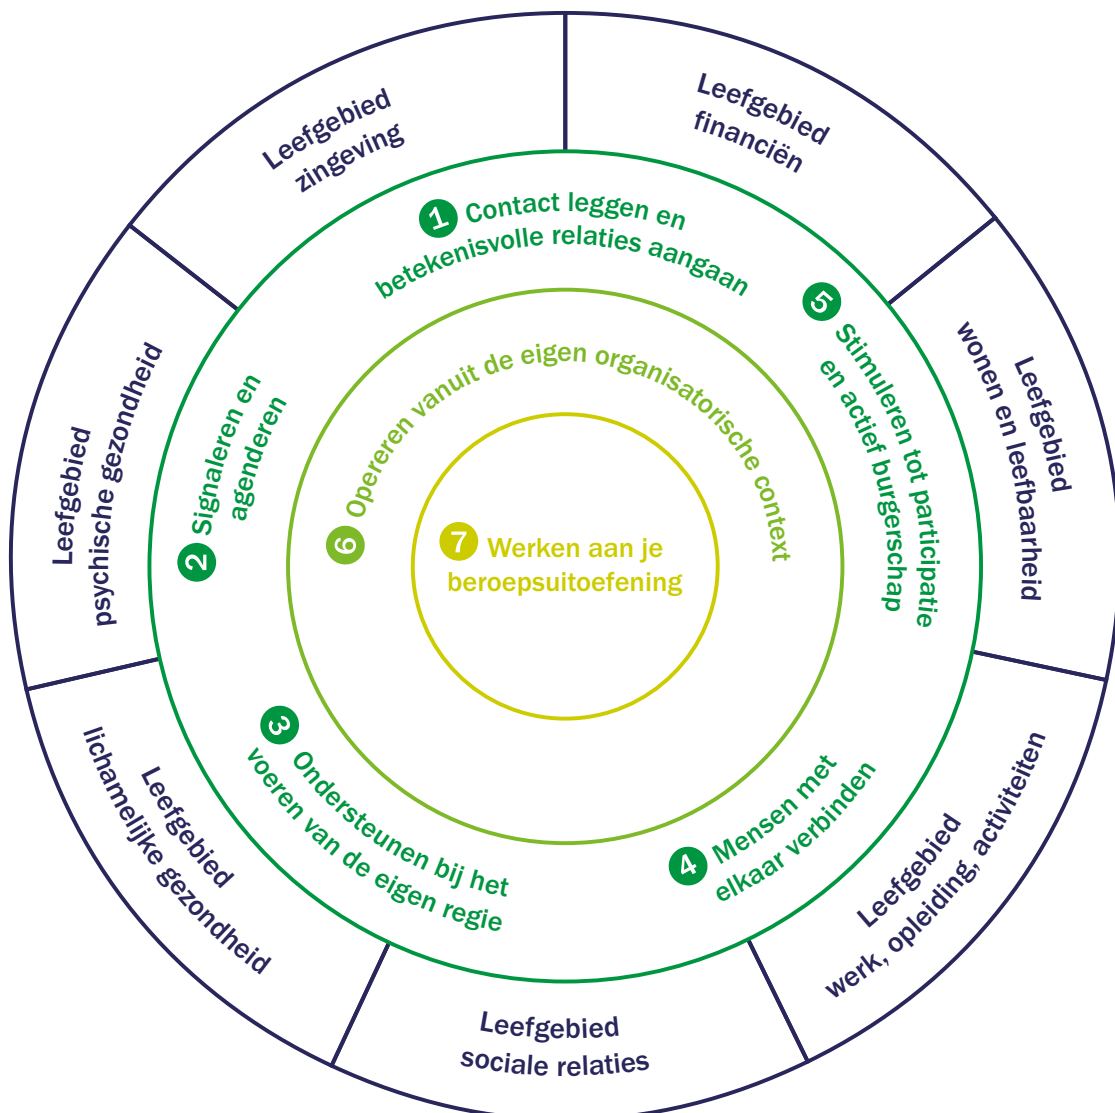 Leefgebied
zingeving
Leefgebied
financiën
Leefgebied
wonen en leefbaarheid
Leefgebied
werk, opleiding, activiteiten
Leefgebied
sociale relaties
Leefgebied
lichamelijke gezondheid
Leefgebied
psychische gezondheid
1 Contact leggen en
betekenisvolle relaties aangaan
2 Signaleren en
agenderen
3 Ondersteunen bij het
voeren van de eigen regie
4 Mensen met
elkaar verbinden
5 Stimuleren tot participatie
en actief burgerschap
6 Opereren vanuit de eigen organisatorische context
7 Werken aan je
beroepsuitoefening